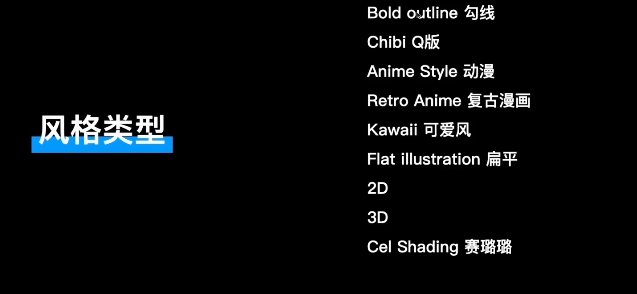 风格类型
Bold outline 勾线
Chibi Q版
Anime Style 动漫
Retro Anime 复古漫画
Kawaii 可爱风
Flat illustration 扁平
2D
3D
Cel Shading 赛璐璐